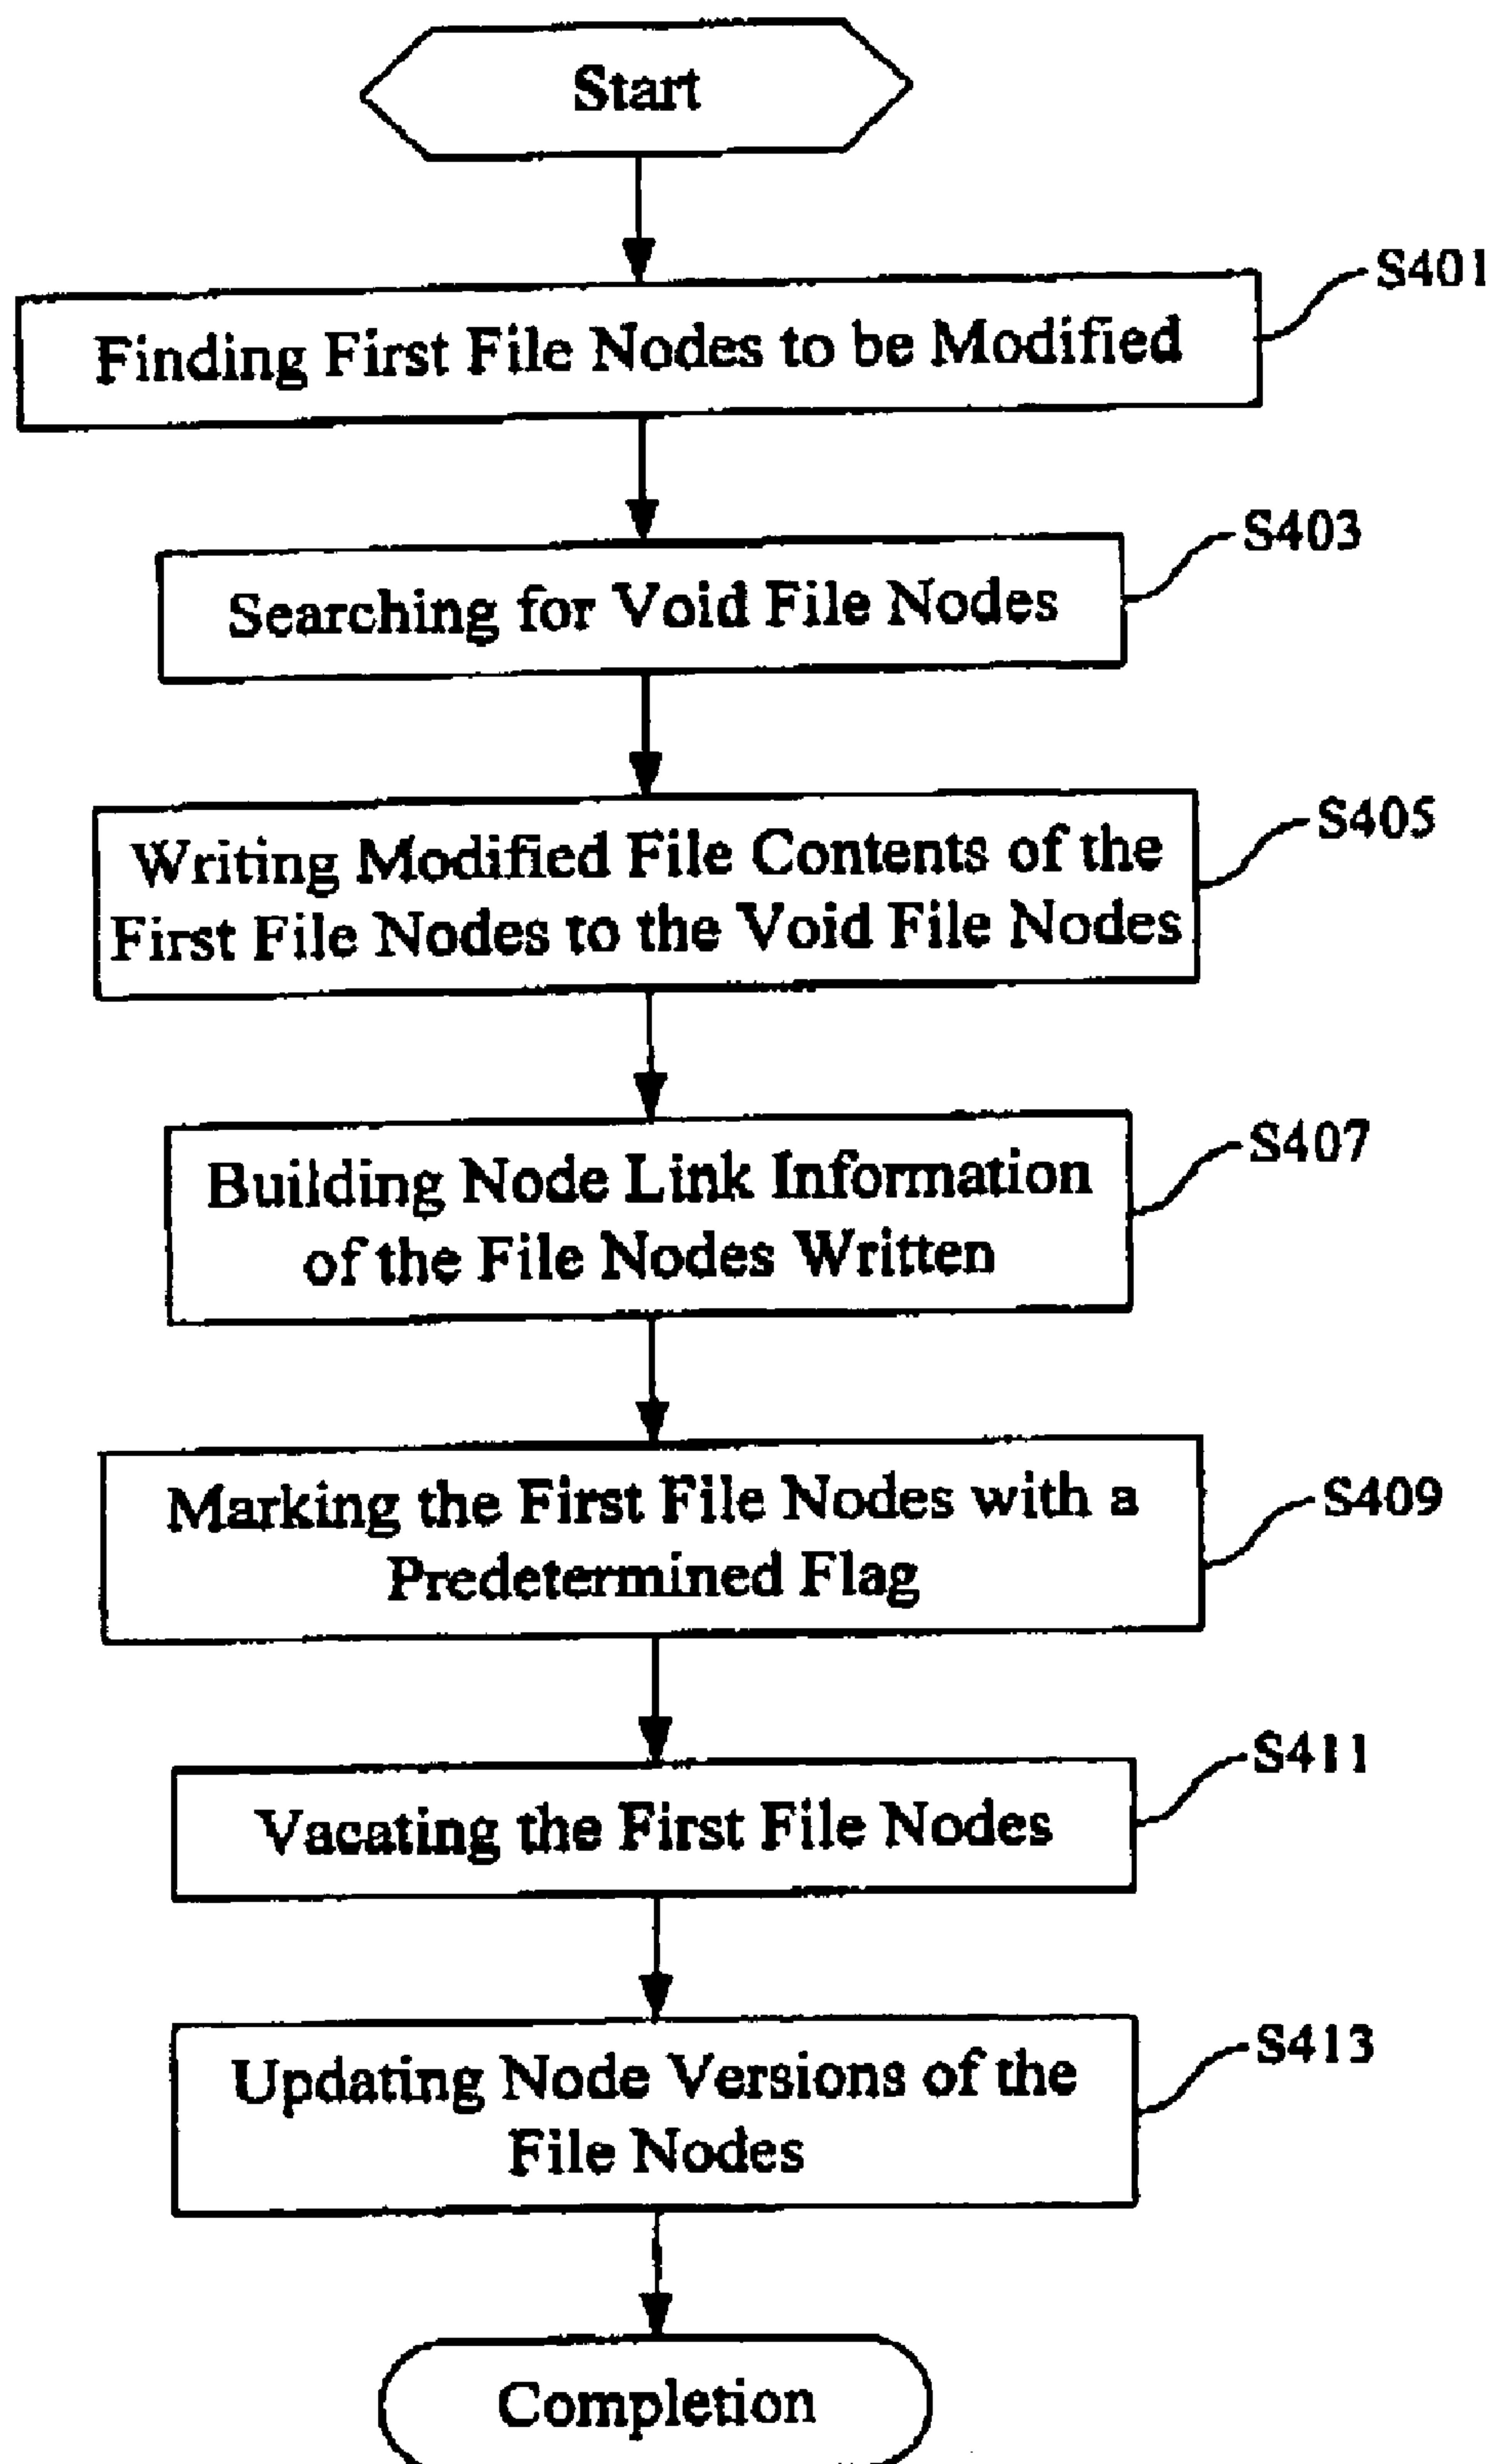 Start
S401
Finding First File Nodes to be Modified
S403
Searching for Void File Nodes
S405
Writing Modified File Contents of the
First File Nodes to the Void File Nodes
S407
Building Node Link Information
of the File Nodes Written
S409
Marking the First File Nodes with a
Predetermined Flag
S411
Vacating the First File Nodes
S413
Updating Node Versions of the
File Nodes
Completion